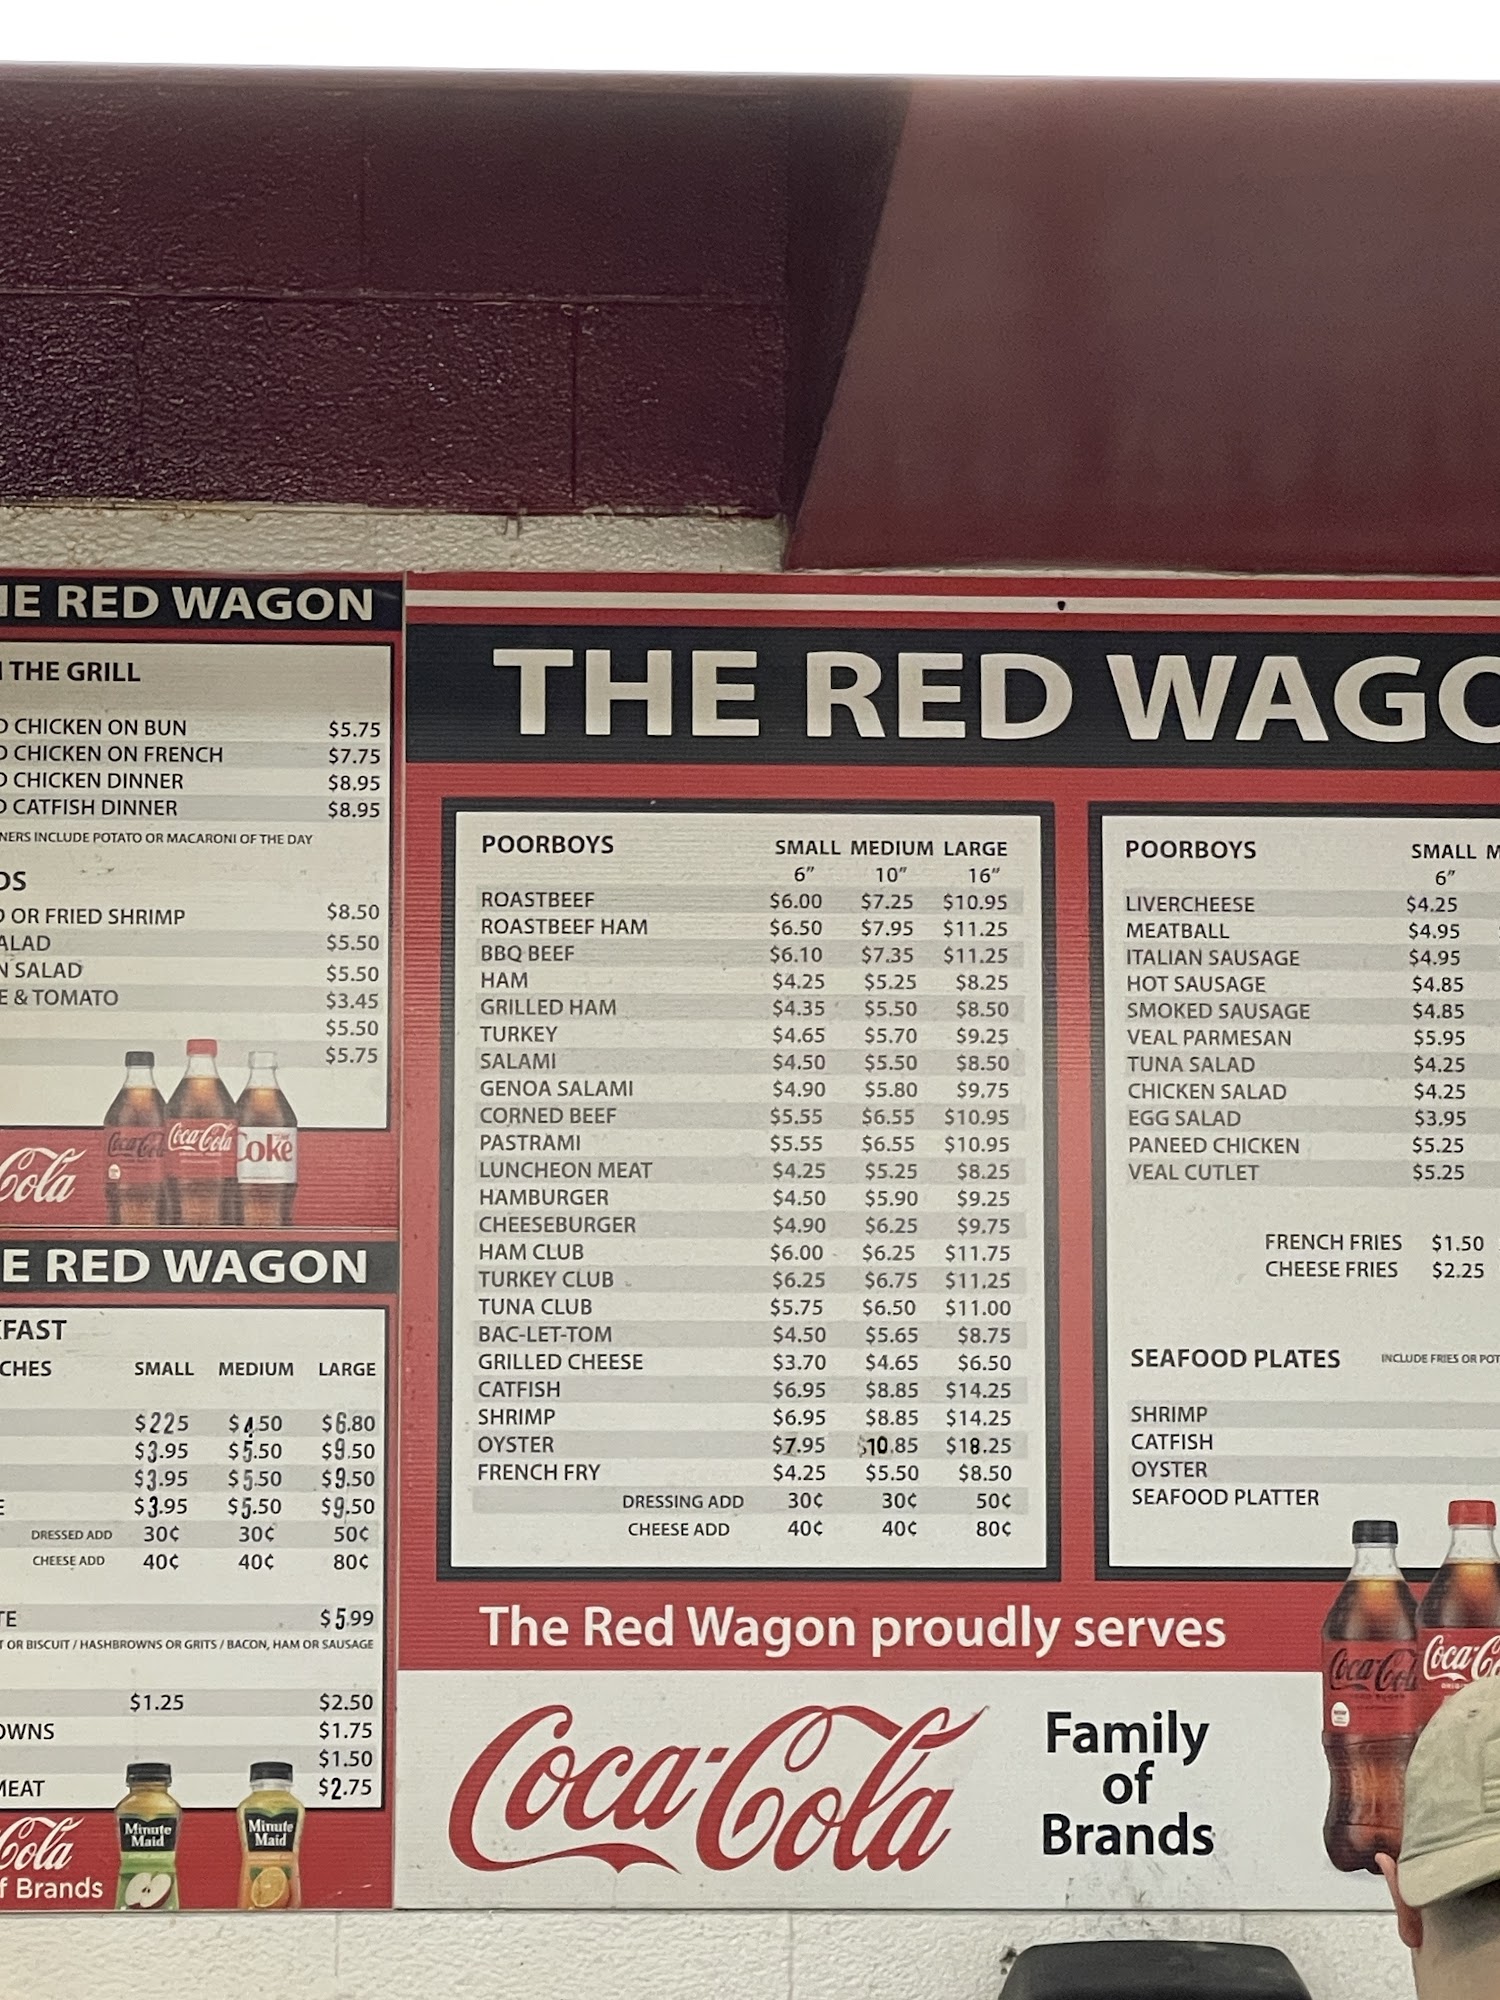 THE RED WAGON
THE GRILL
CHICKEN ON BUN $5.75
CHICKEN ON FRENCH $7.75
CHICKEN DINNER $8.95
CATFISH DINNER $8.95
INCLUDE POTATO OR MACARONI OF THE DAY
OR FRIED SHRIMP $8.50
$5.50
SALAD $5.50
& TOMATO $3.45
$5.50
$5.75
Coca-Cola
Coca-Cola
Coke
Cola
RED WAGON
SMALL MEDIUM LARGE
$2.25 $4.50 $6.80
$3.95 $5.50 $9.50
$3.95 $5.50 $9.50
$3.95 $5.50 $9.50
DRESSED ADD 30¢ 30¢ 50¢
CHEESE ADD 40¢ 40¢ 80¢
$5.99
OR BISCUIT / HASHBROWNS OR GRITS / BACON, HAM OR SAUSAGE
$1.25 $2.50
$1.75
$1.50
$2.75
Minute Maid
Minute Maid
Cola
Brands
THE RED WAGO
POORBOYS SMALL MEDIUM LARGE
6" 10" 16"
ROASTBEEF $6.00 $7.25 $10.95
ROASTBEEF HAM $6.50 $7.95 $11.25
BBQ BEEF $6.10 $7.35 $11.25
HAM $4.25 $5.25 $8.25
GRILLED HAM $4.35 $5.50 $8.50
TURKEY $4.65 $5.70 $9.25
SALAMI $4.50 $5.50 $8.50
GENOA SALAMI $4.90 $5.80 $9.75
CORNED BEEF $5.55 $6.55 $10.95
PASTRAMI $5.55 $6.55 $10.95
LUNCHEON MEAT $4.25 $5.25 $8.25
HAMBURGER $4.50 $5.90 $9.25
CHEESEBURGER $4.90 $6.25 $9.75
HAM CLUB $6.00 $6.25 $11.75
TURKEY CLUB $6.25 $6.75 $11.25
TUNA CLUB $5.75 $6.50 $11.00
BAC-LET-TOM $4.50 $5.65 $8.75
GRILLED CHEESE $3.70 $4.65 $6.50
CATFISH $6.95 $8.85 $14.25
SHRIMP $6.95 $8.85 $14.25
OYSTER $7.95 $10.85 $18.25
FRENCH FRY $4.25 $5.50 $8.50
DRESSING ADD 30¢ 30¢ 50¢
CHEESE ADD 40¢ 40¢ 80¢
POORBOYS SMALL
6"
LIVERCHEESE $4.25
MEATBALL $4.95
ITALIAN SAUSAGE $4.95
HOT SAUSAGE $4.85
SMOKED SAUSAGE $4.85
VEAL PARMESAN $5.95
TUNA SALAD $4.25
CHICKEN SALAD $4.25
EGG SALAD $3.95
PANEED CHICKEN $5.25
VEAL CUTLET $5.25
FRENCH FRIES $1.50
CHEESE FRIES $2.25
SEAFOOD PLATES INCLUDE FRIES OR
SHRIMP
CATFISH
OYSTER
SEAFOOD PLATTER
The Red Wagon proudly serves
Coca-Cola
Family
of
Brands
Coca-Cola
Coca-C